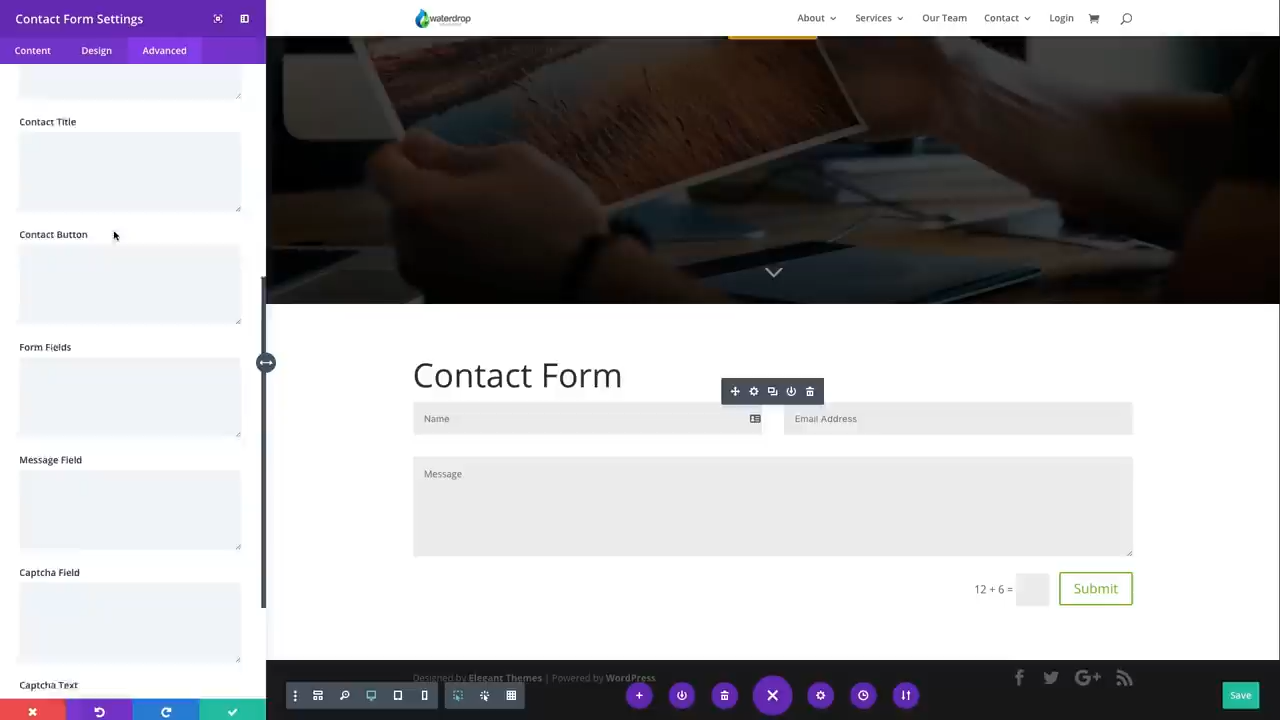 Contact Form Settings
Content Design Advanced
Contact Title
Contact Button
Form Fields
Message Field
Captcha Field
Captcha Text
waterdrop
About Services Our Team Contact Login
Contact Form
Name Email Address
Message
12 + 6 = Submit
Designed by Elegant Themes | Powered by WordPress
Save